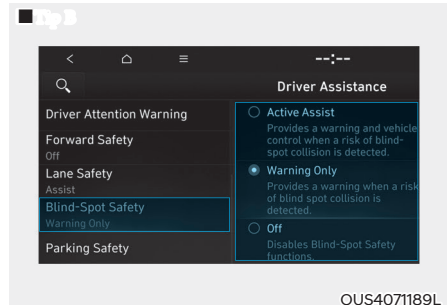 ■Type B
--:--
Driver Assistance
Driver Attention Warning
Forward Safety
Off
Lane Safety
Assist
Blind-Spot Safety
Warning Only
Parking Safety
Active Assist
Provides a warning and vehicle
control when a risk of blind-
spot collision is detected.
Warning Only
Provides a warning when a risk
of blind spot collision is
detected.
Off
Disables Blind-Spot Safety
functions.
OUS4071189L